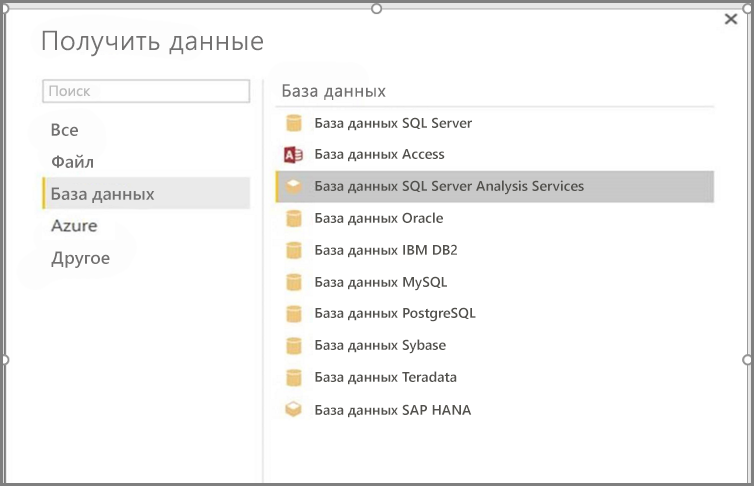 Получить данные
Поиск
Все
Файл
База данных
Azure
Другое
База данных
База данных SQL Server
База данных Access
База данных SQL Server Analysis Services
База данных Oracle
База данных IBM DB2
База данных MySQL
База данных PostgreSQL
База данных Sybase
База данных Teradata
База данных SAP HANA